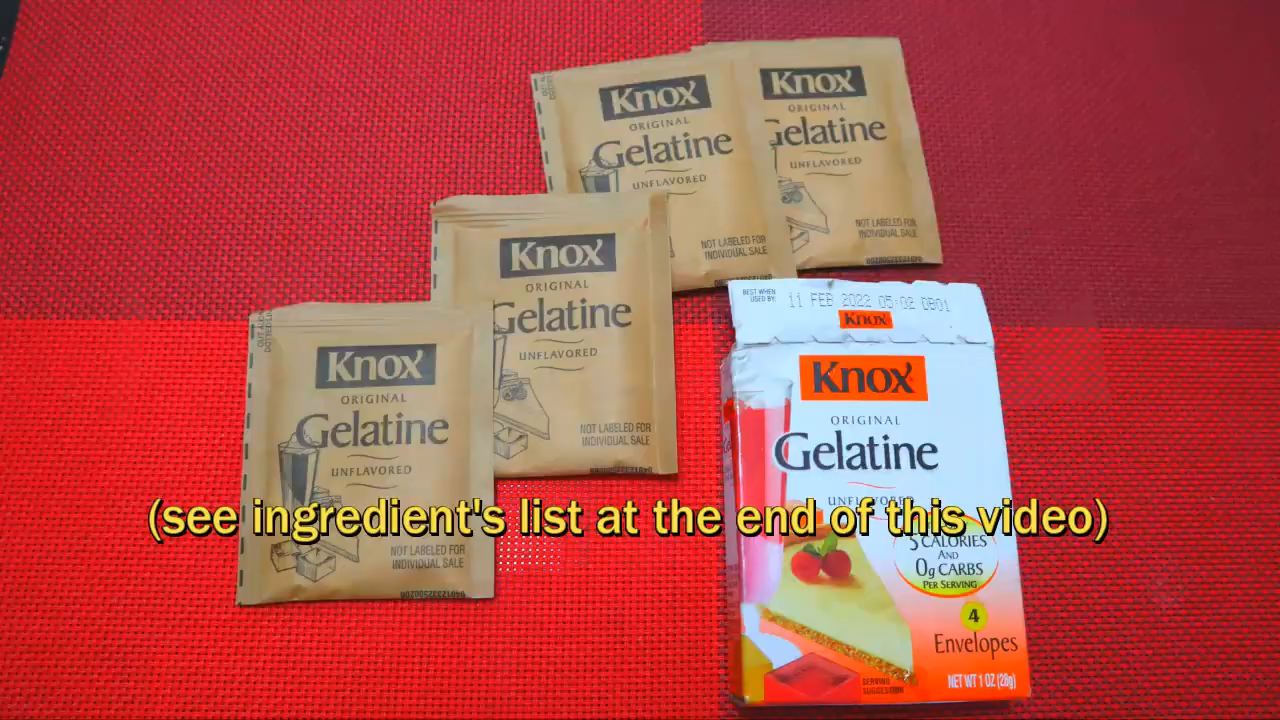 Knox
ORIGINAL
Gelatine
UNFLAVORED
NOT LABELED FOR
INDIVIDUAL SALE
Knox
Gelatine
UNFLAVORED
NOT LABELED FOR
INDIVIDUAL SALE
Knox
ORIGINAL
Gelatine
UNFLAVORED
NOT LABELED FOR
INDIVIDUAL SALE
Knox
ORIGINAL
Gelatine
UNFLAVORED
NOT LABELED FOR
INDIVIDUAL SALE
BEST WHEN
USED BY:
11 FEB 2022 05:02
Knox
Knox
ORIGINAL
Gelatine
UNFLAVORED
(see ingredient's list at the end of this video)
5 CALORIES
AND
0g CARBS
PER SERVING
4
Envelopes
NET WT 1 OZ (28g)
SERVING
SUGGESTION